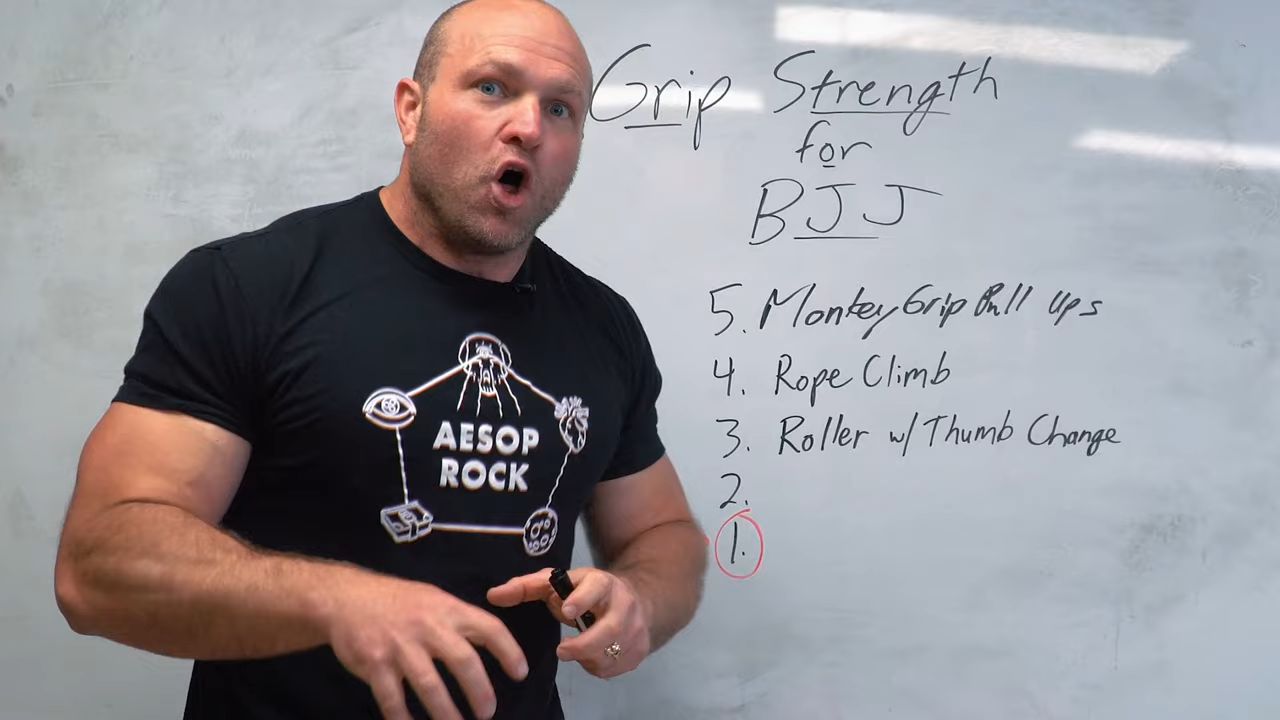 Grip Strength
for
BJJ
5. Monkey Grip Pull Ups
4. Rope Climb
3. Roller w/ Thumb Change
2.
1.
AESOP
ROCK